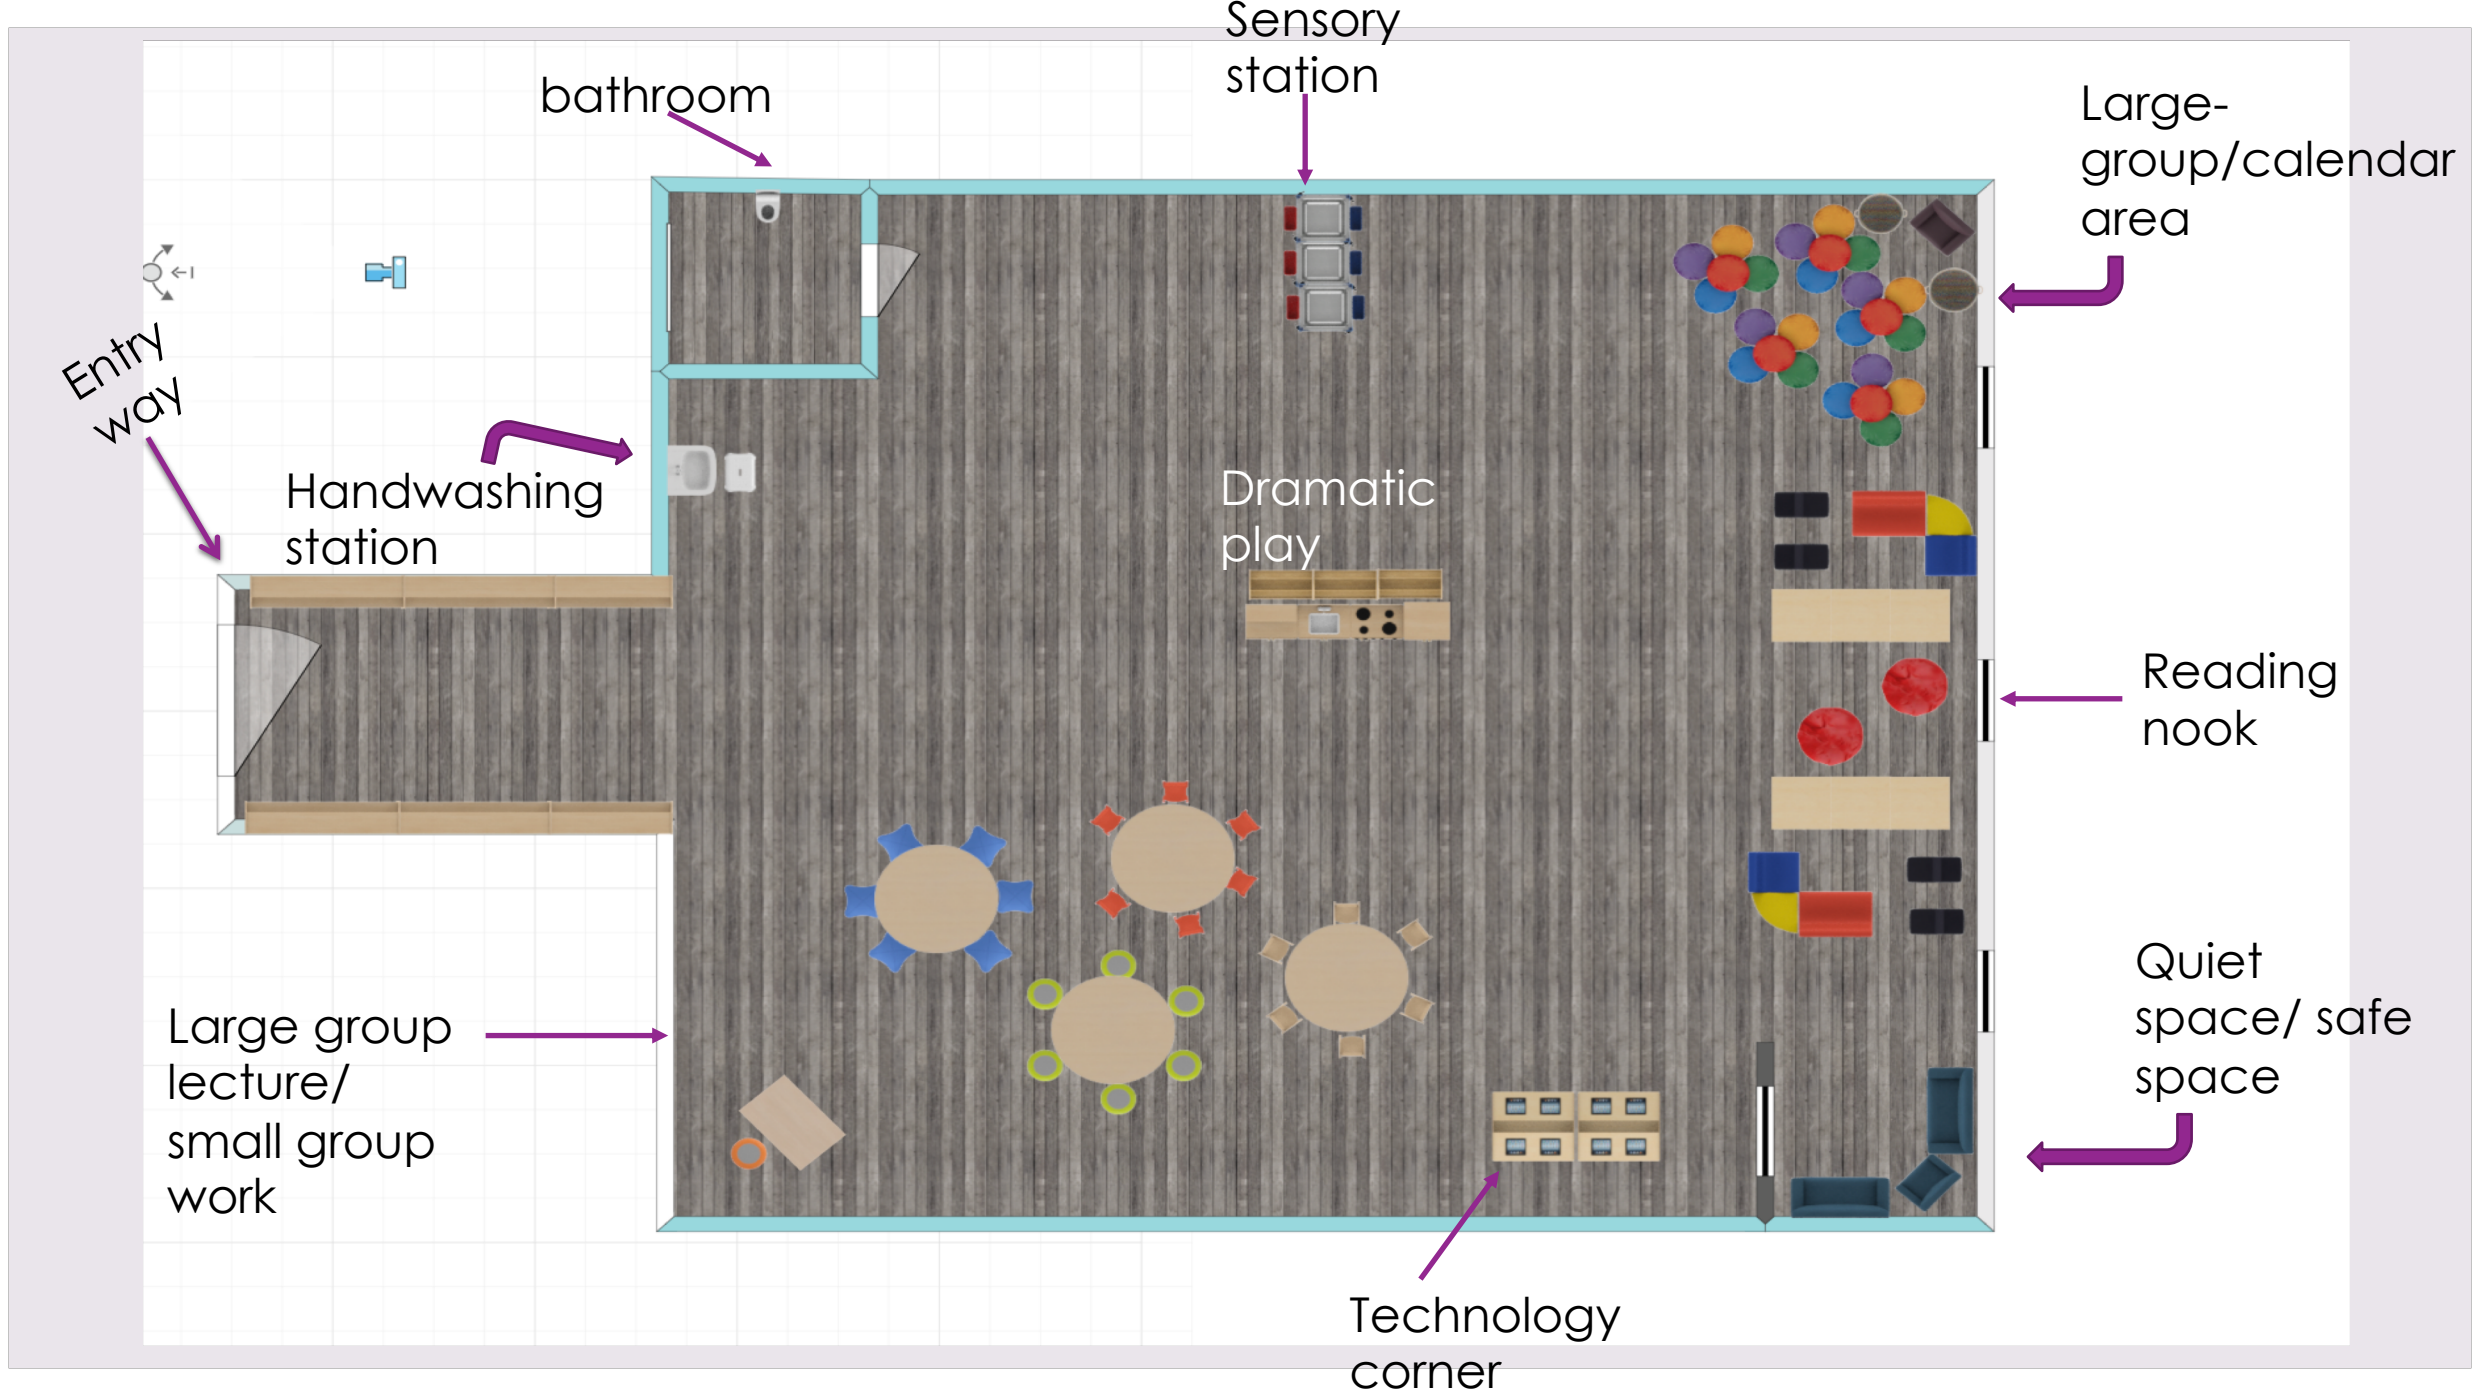 Sensory
station
bathroom
Large-
group/calendar
area
Entry
way
Handwashing
station
Dramatic
play
Reading
nook
Quiet
space/ safe
space
Large group
lecture/
small group
work
Technology
corner